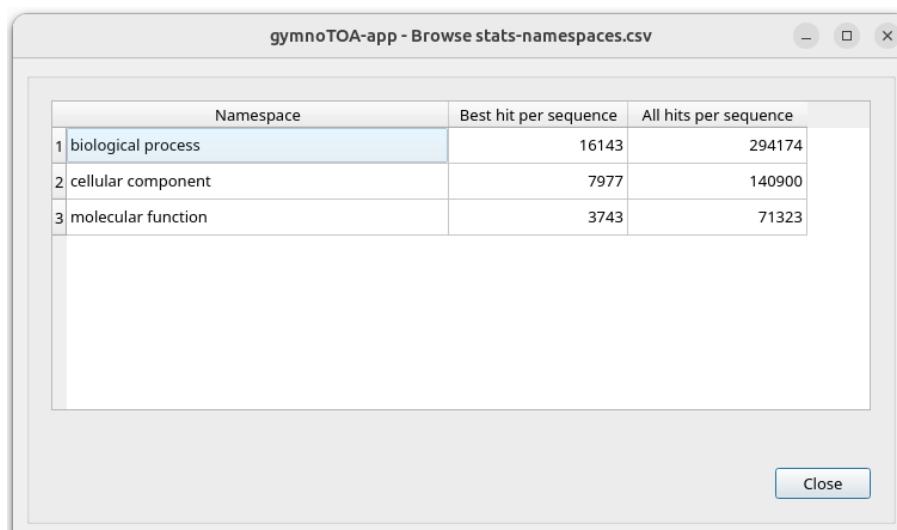 gymnoTOA-app - Browse stats-namespaces.csv
Namespace Best hit per sequence All hits per sequence
1 biological process 16143 294174
2 cellular component 7977 140900
3 molecular function 3743 71323
Close